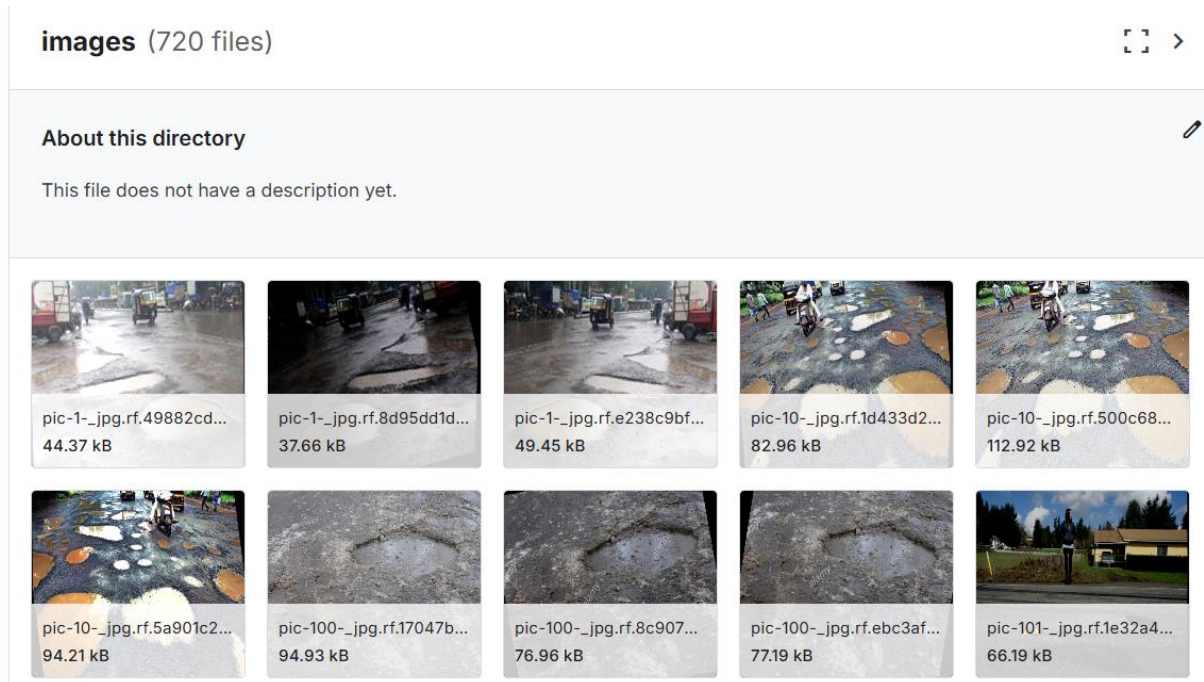 images (720 files)
About this directory
This file does not have a description yet.
pic-1-_jpg.rf.49882cd...
44.37 kB
pic-1-_jpg.rf.8d95dd1d...
37.66 kB
pic-1-_jpg.rf.e238c9bf...
49.45 kB
pic-10-_jpg.rf.1d433d2...
82.96 kB
pic-10-_jpg.rf.500c68...
112.92 kB
pic-10-_jpg.rf.5a901c2...
94.21 kB
pic-100-_jpg.rf.17047b...
94.93 kB
pic-100-_jpg.rf.8c907...
76.96 kB
pic-100-_jpg.rf.ebc3af...
77.19 kB
pic-101-_jpg.rf.1e32a4...
66.19 kB